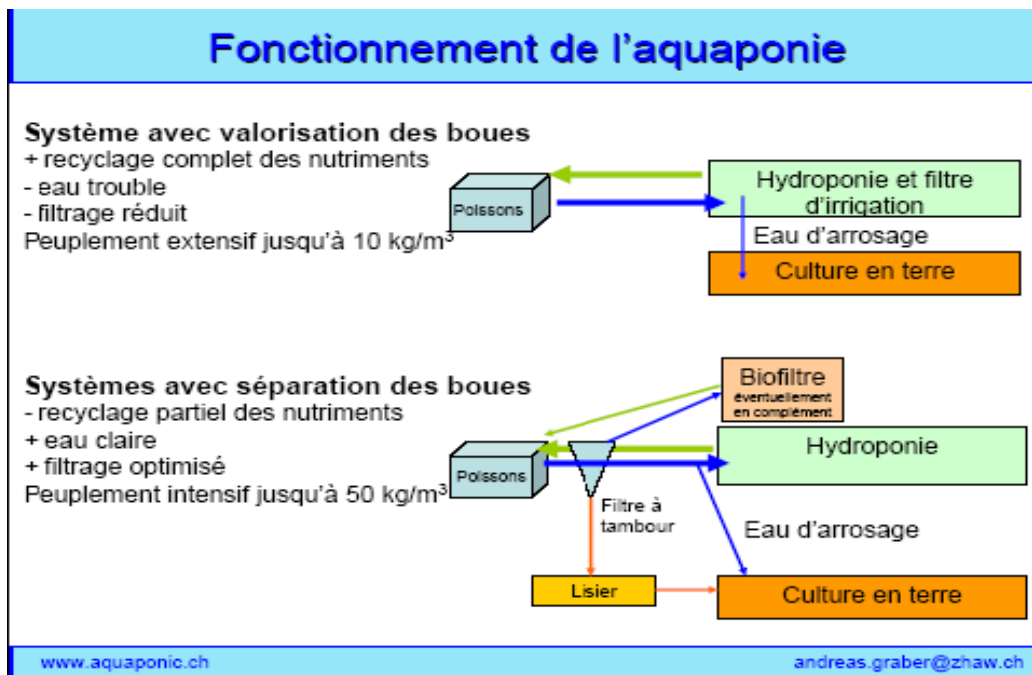 Fonctionnement de l'aquaponie
Système avec valorisation des boues
+ recyclage complet des nutriments
- eau trouble
- filtrage réduit
Peuplement extensif jusqu'à 10 kg/m³
Poissons
Hydroponie et filtre
d'irrigation
Eau d'arrosage
Culture en terre
Systèmes avec séparation des boues
- recyclage partiel des nutriments
+ eau claire
+ filtrage optimisé
Peuplement intensif jusqu'à 50 kg/m³
Poissons
Biofiltre
éventuellement
en complément
Hydroponie
Filtre à
tambour
Eau d'arrosage
Lisier
Culture en terre
www.aquaponic.ch
andreas.graber@zhaw.ch